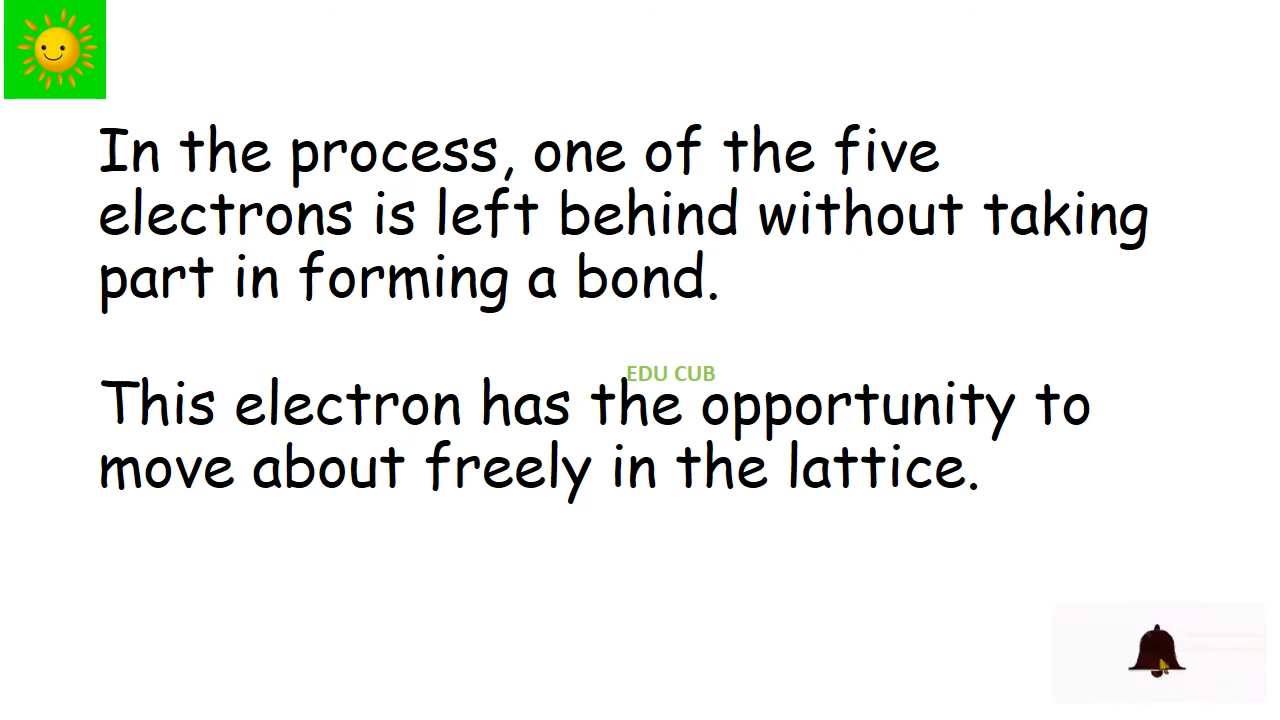 In the process, one of the five
electrons is left behind without taking
part in forming a bond.
EDU CUB
This electron has the opportunity to
move about freely in the lattice.